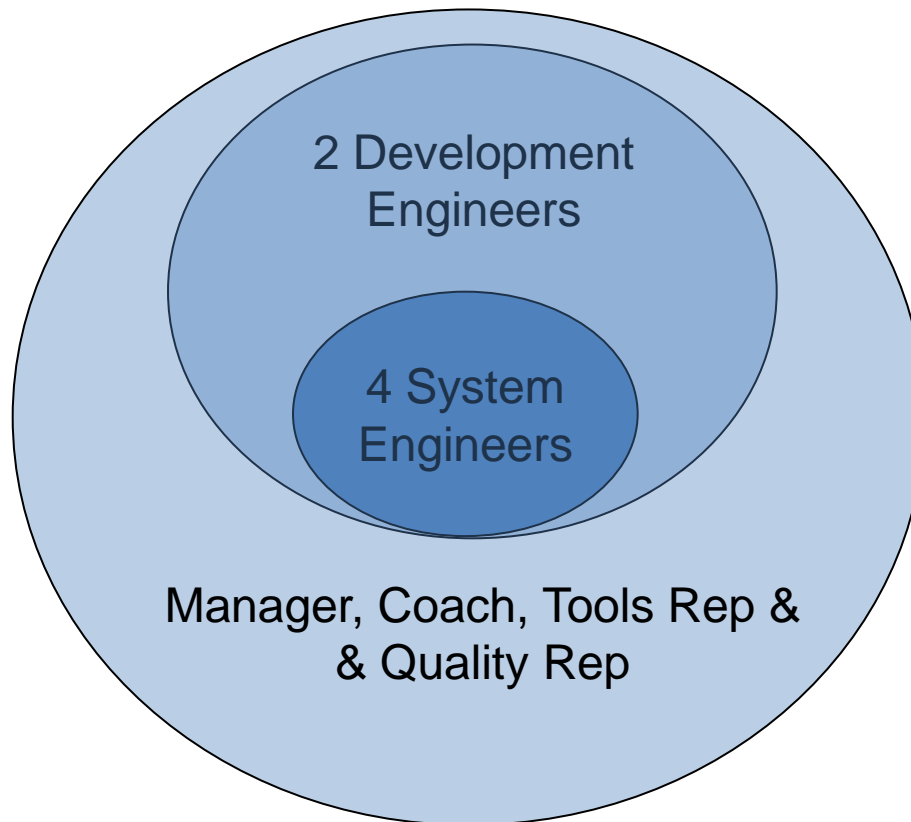 2 Development
Engineers
4 System
Engineers
Manager, Coach, Tools Rep &
& Quality Rep